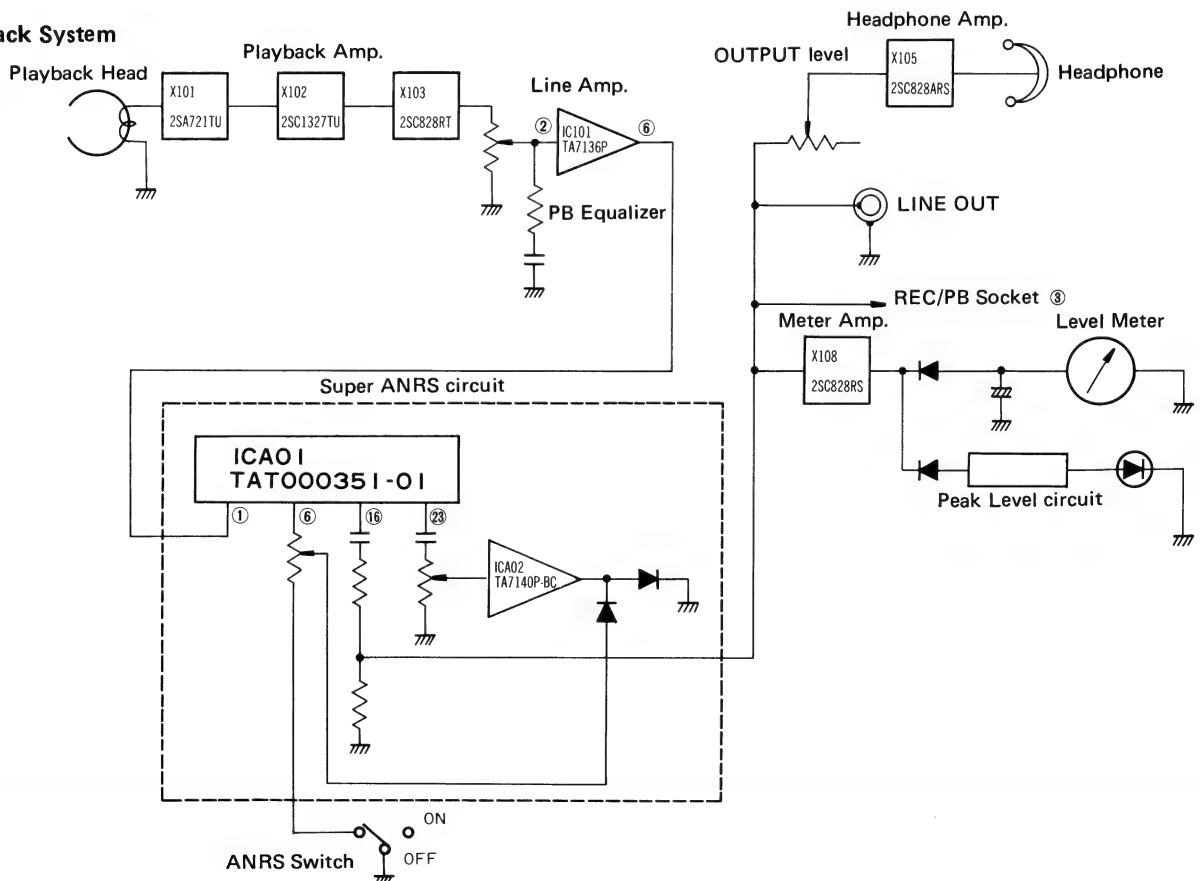 ack System
Playback Head
Playback Amp.
X101
2SA721TU
X102
2SC1327TU
X103
2SC828RT
Line Amp.
②
IC101
TA7136P
⑥
PB Equalizer
Headphone Amp.
OUTPUT level
X105
2SC828ARS
Headphone
LINE OUT
REC/PB Socket ③
Meter Amp.
Level Meter
X108
2SC828RS
Peak Level circuit
Super ANRS circuit
ICA01
TAT000351-01
①
⑥
⑯
㉓
ICA02
TA7140P-BC
ON
OFF
ANRS Switch